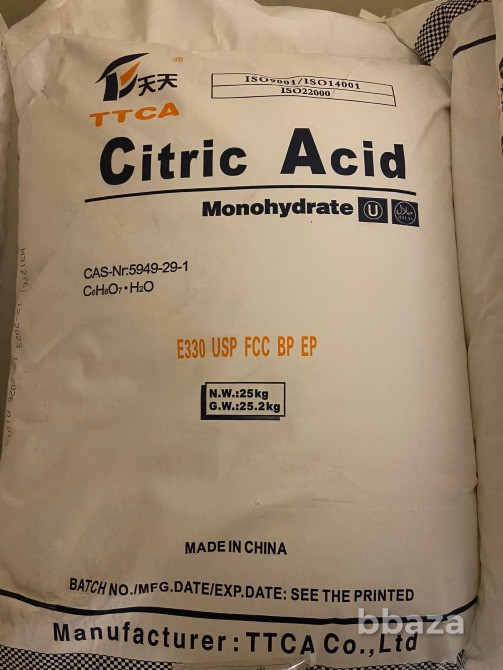 天天®
TTCA
ISO9001/ISO14001
ISO22000
Citric Acid
Monohydrate U HALAL
CAS-Nr:5949-29-1
C₆H₈O₇·H₂O
E330 USP FCC BP EP
N.W.:25kg
G.W.:25.2kg
MADE IN CHINA
BATCH NO./MFG.DATE/EXP.DATE: SEE THE PRINTED
Manufacturer:TTCA Co.,Ltd
bbaza